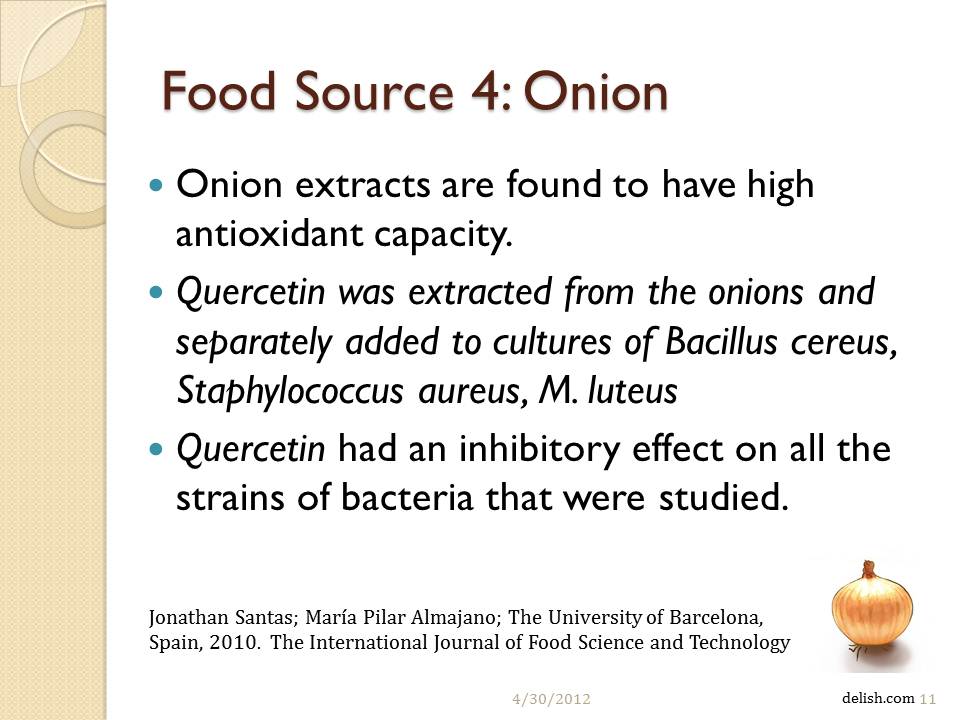 Food Source 4: Onion
• Onion extracts are found to have high
antioxidant capacity.
• Quercetin was extracted from the onions and
separately added to cultures of Bacillus cereus,
Staphylococcus aureus, M. luteus
• Quercetin had an inhibitory effect on all the
strains of bacteria that were studied.
Jonathan Santas; María Pilar Almajano; The University of Barcelona,
Spain, 2010. The International Journal of Food Science and Technology
4/30/2012
delish.com 11